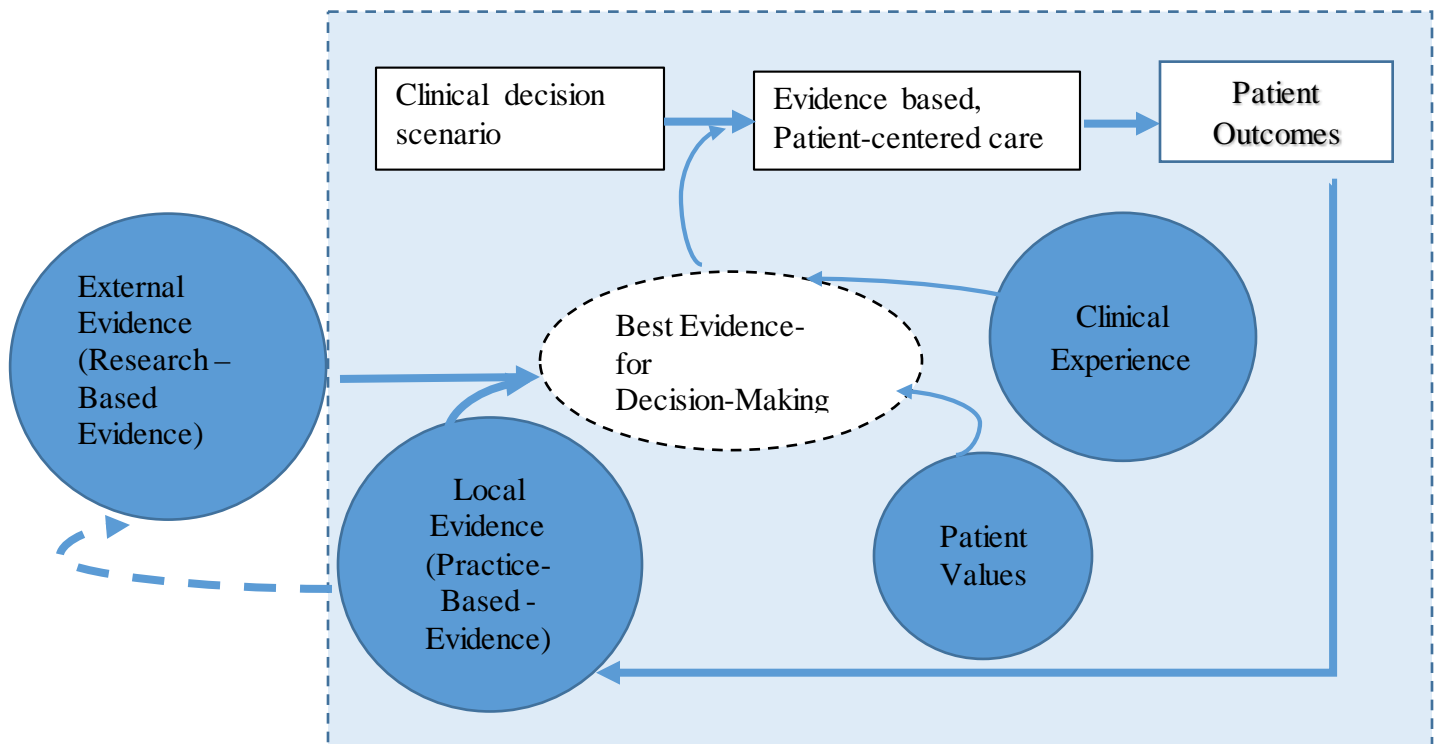 Clinical decision
scenario
Evidence based,
Patient-centered care
Patient
Outcomes
External
Evidence
(Research –
Based
Evidence)
Best Evidence-
for
Decision-Making
Clinical
Experience
Local
Evidence
(Practice-
Based -
Evidence)
Patient
Values